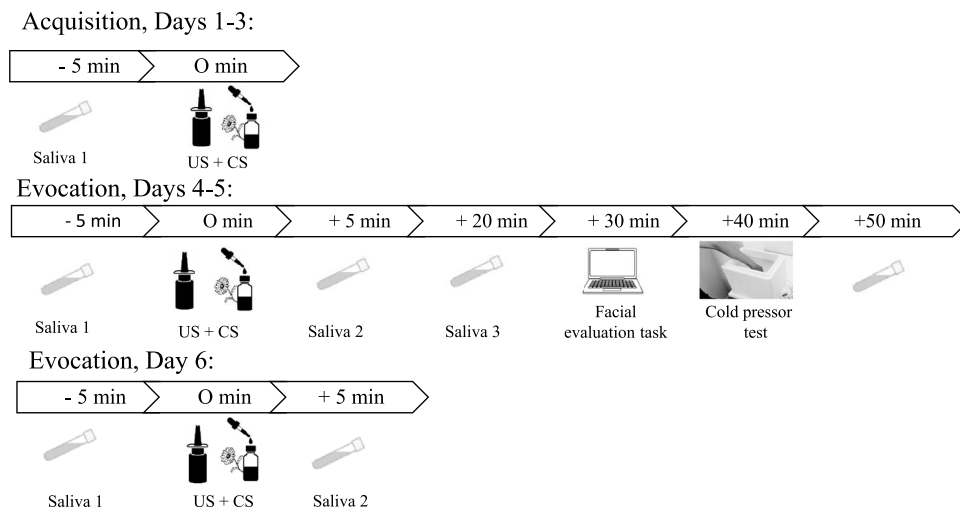 Acquisition, Days 1-3:
- 5 min
O min
Saliva 1
US + CS
Evocation, Days 4-5:
- 5 min
O min
+ 5 min
+ 20 min
+ 30 min
+40 min
+50 min
Saliva 1
US + CS
Saliva 2
Saliva 3
Facial
evaluation task
Cold pressor
test
Evocation, Day 6:
- 5 min
O min
+ 5 min
Saliva 1
US + CS
Saliva 2